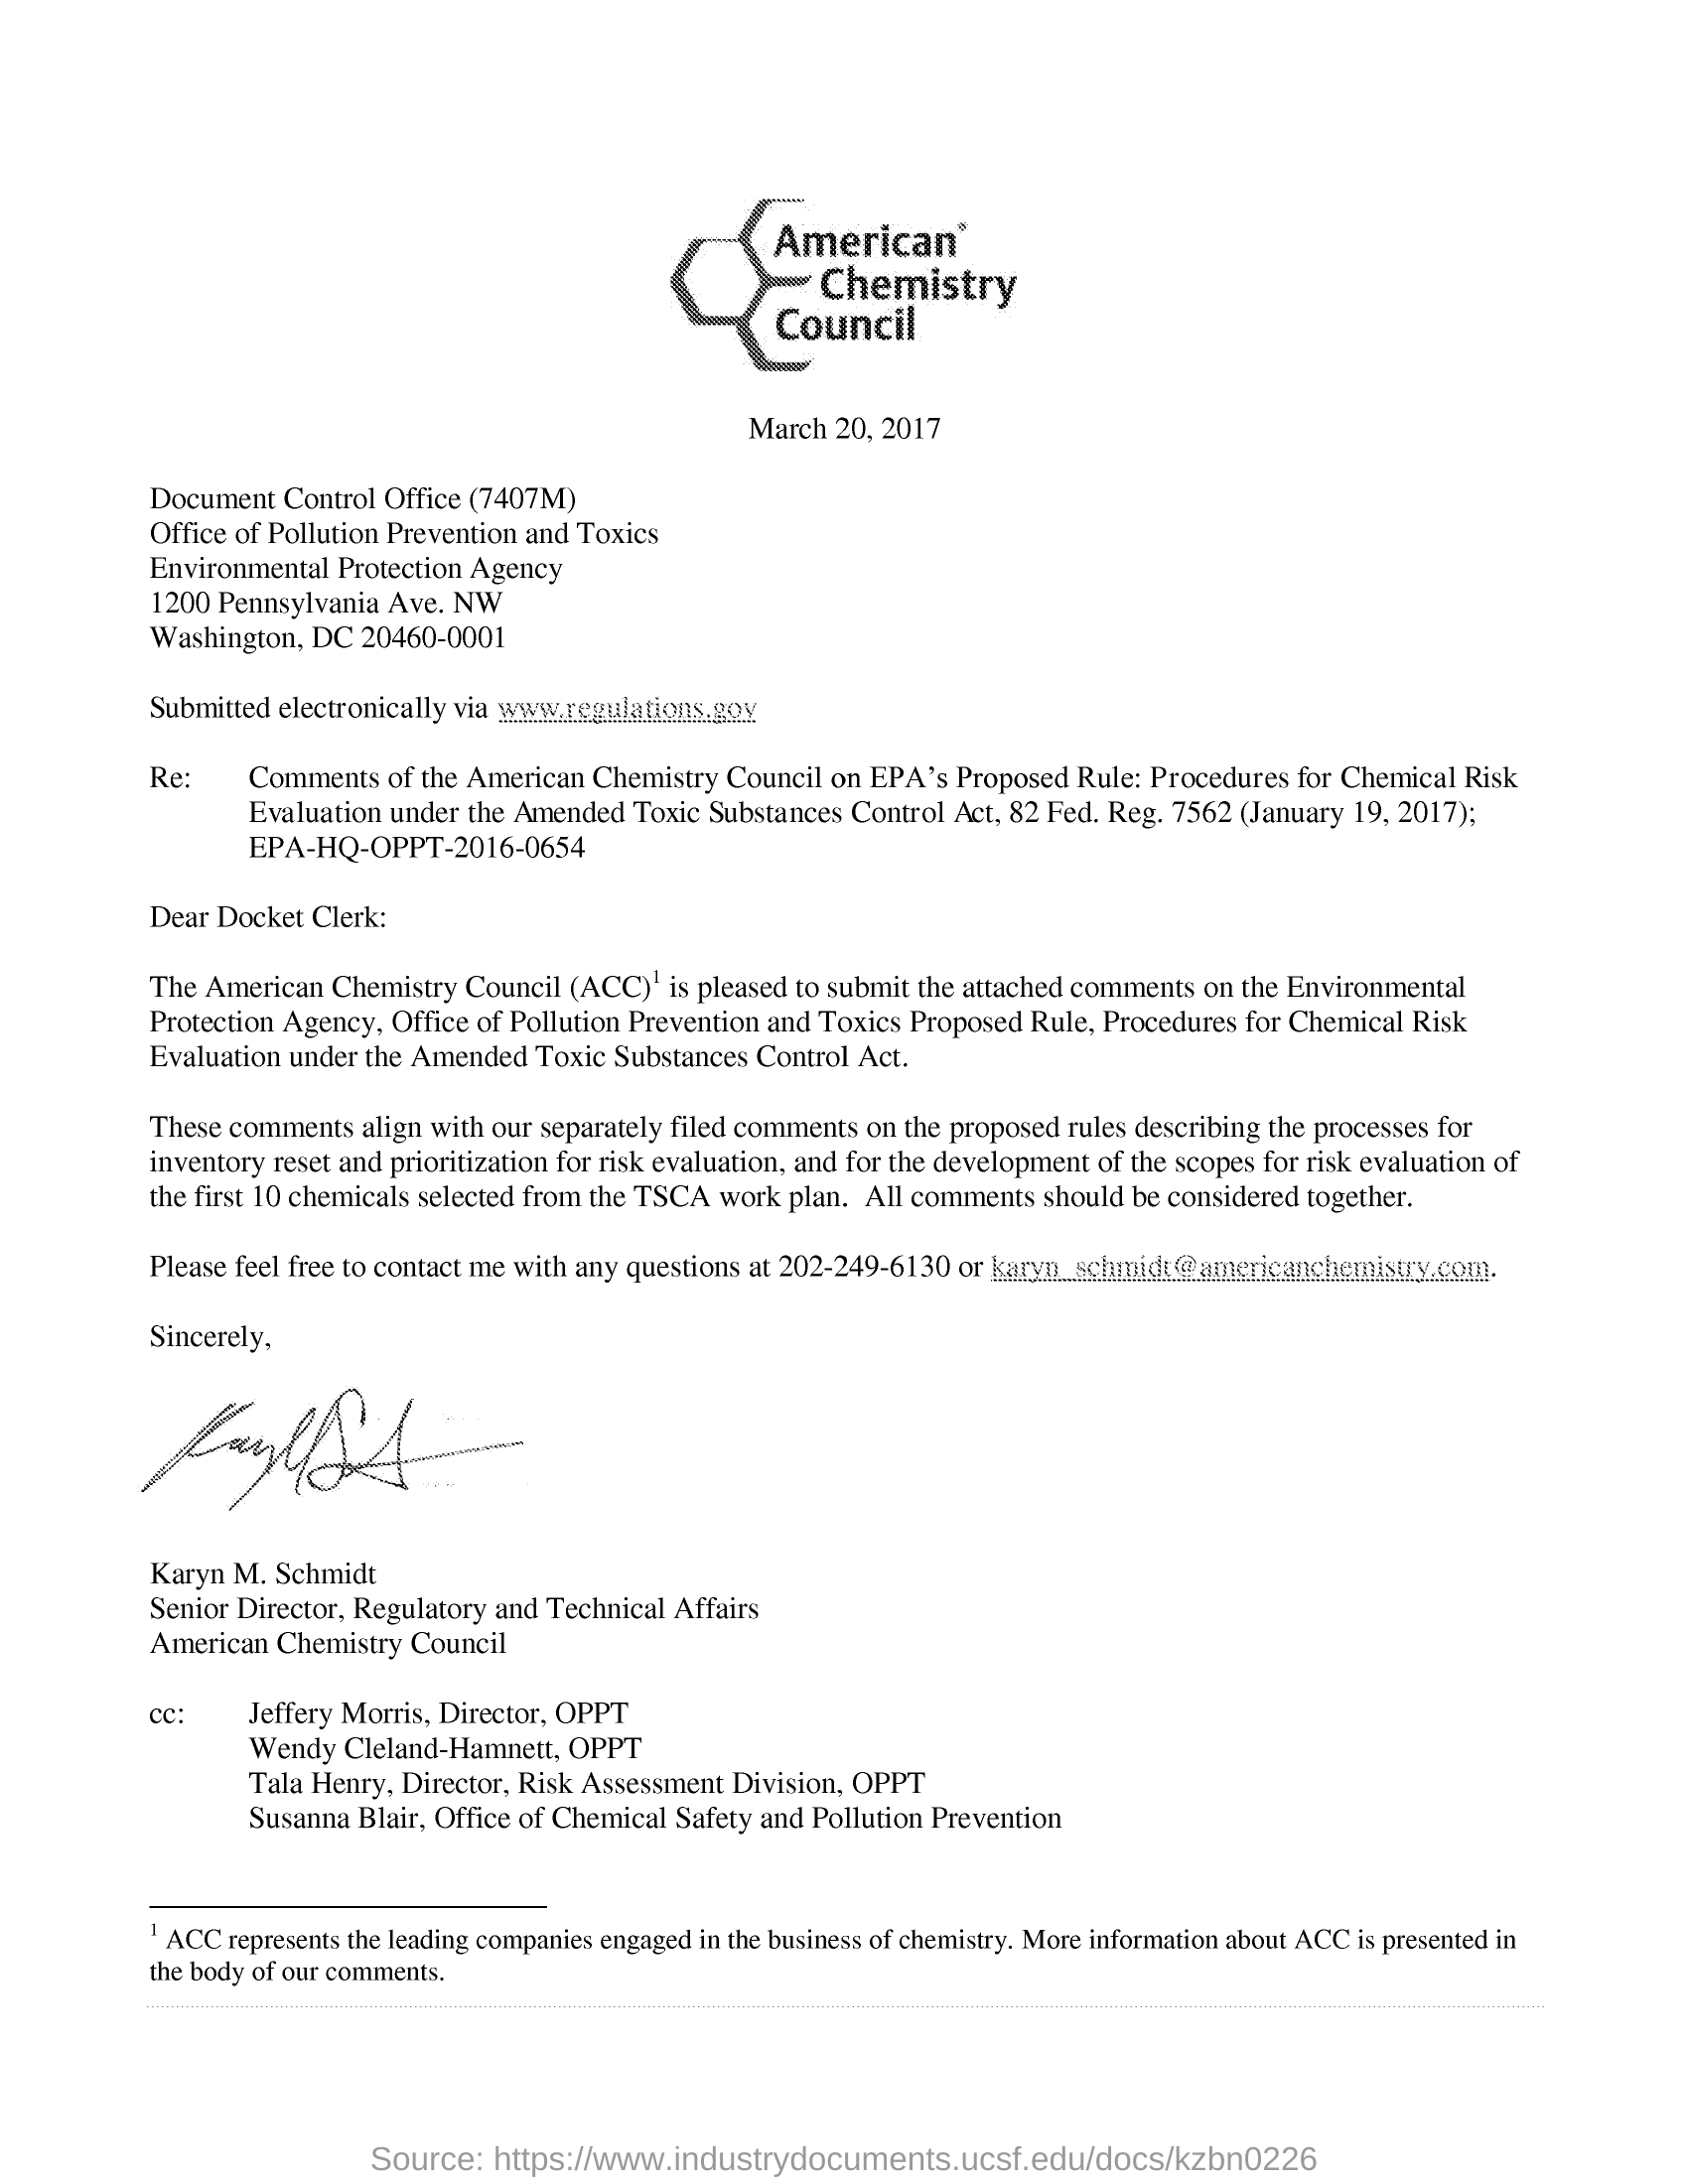 American®
Chemistry
Council
March 20, 2017
Document Control Office (7407M)
Office of Pollution Prevention and Toxics
Environmental Protection Agency
1200 Pennsylvania Ave. NW
Washington, DC 20460-0001
Submitted electronically via www.regulations.gov
Re: Comments of the American Chemistry Council on EPA's Proposed Rule: Procedures for Chemical Risk
Evaluation under the Amended Toxic Substances Control Act, 82 Fed. Reg. 7562 (January 19, 2017);
EPA-HQ-OPPT-2016-0654
Dear Docket Clerk:
The American Chemistry Council (ACC)1 is pleased to submit the attached comments on the Environmental
Protection Agency, Office of Pollution Prevention and Toxics Proposed Rule, Procedures for Chemical Risk
Evaluation under the Amended Toxic Substances Control Act.
These comments align with our separately filed comments on the proposed rules describing the processes for
inventory reset and prioritization for risk evaluation, and for the development of the scopes for risk evaluation of
the first 10 chemicals selected from the TSCA work plan. All comments should be considered together.
Please feel free to contact me with any questions at 202-249-6130 or karyn_schmidt@americanchemistry.com.
Sincerely,
Karyn M. Schmidt
Senior Director, Regulatory and Technical Affairs
American Chemistry Council
cc: Jeffery Morris, Director, OPPT
Wendy Cleland-Hamnett, OPPT
Tala Henry, Director, Risk Assessment Division, OPPT
Susanna Blair, Office of Chemical Safety and Pollution Prevention
1 ACC represents the leading companies engaged in the business of chemistry. More information about ACC is presented in
the body of our comments.
Source: https://www.industrydocuments.ucsf.edu/docs/kzbn0226